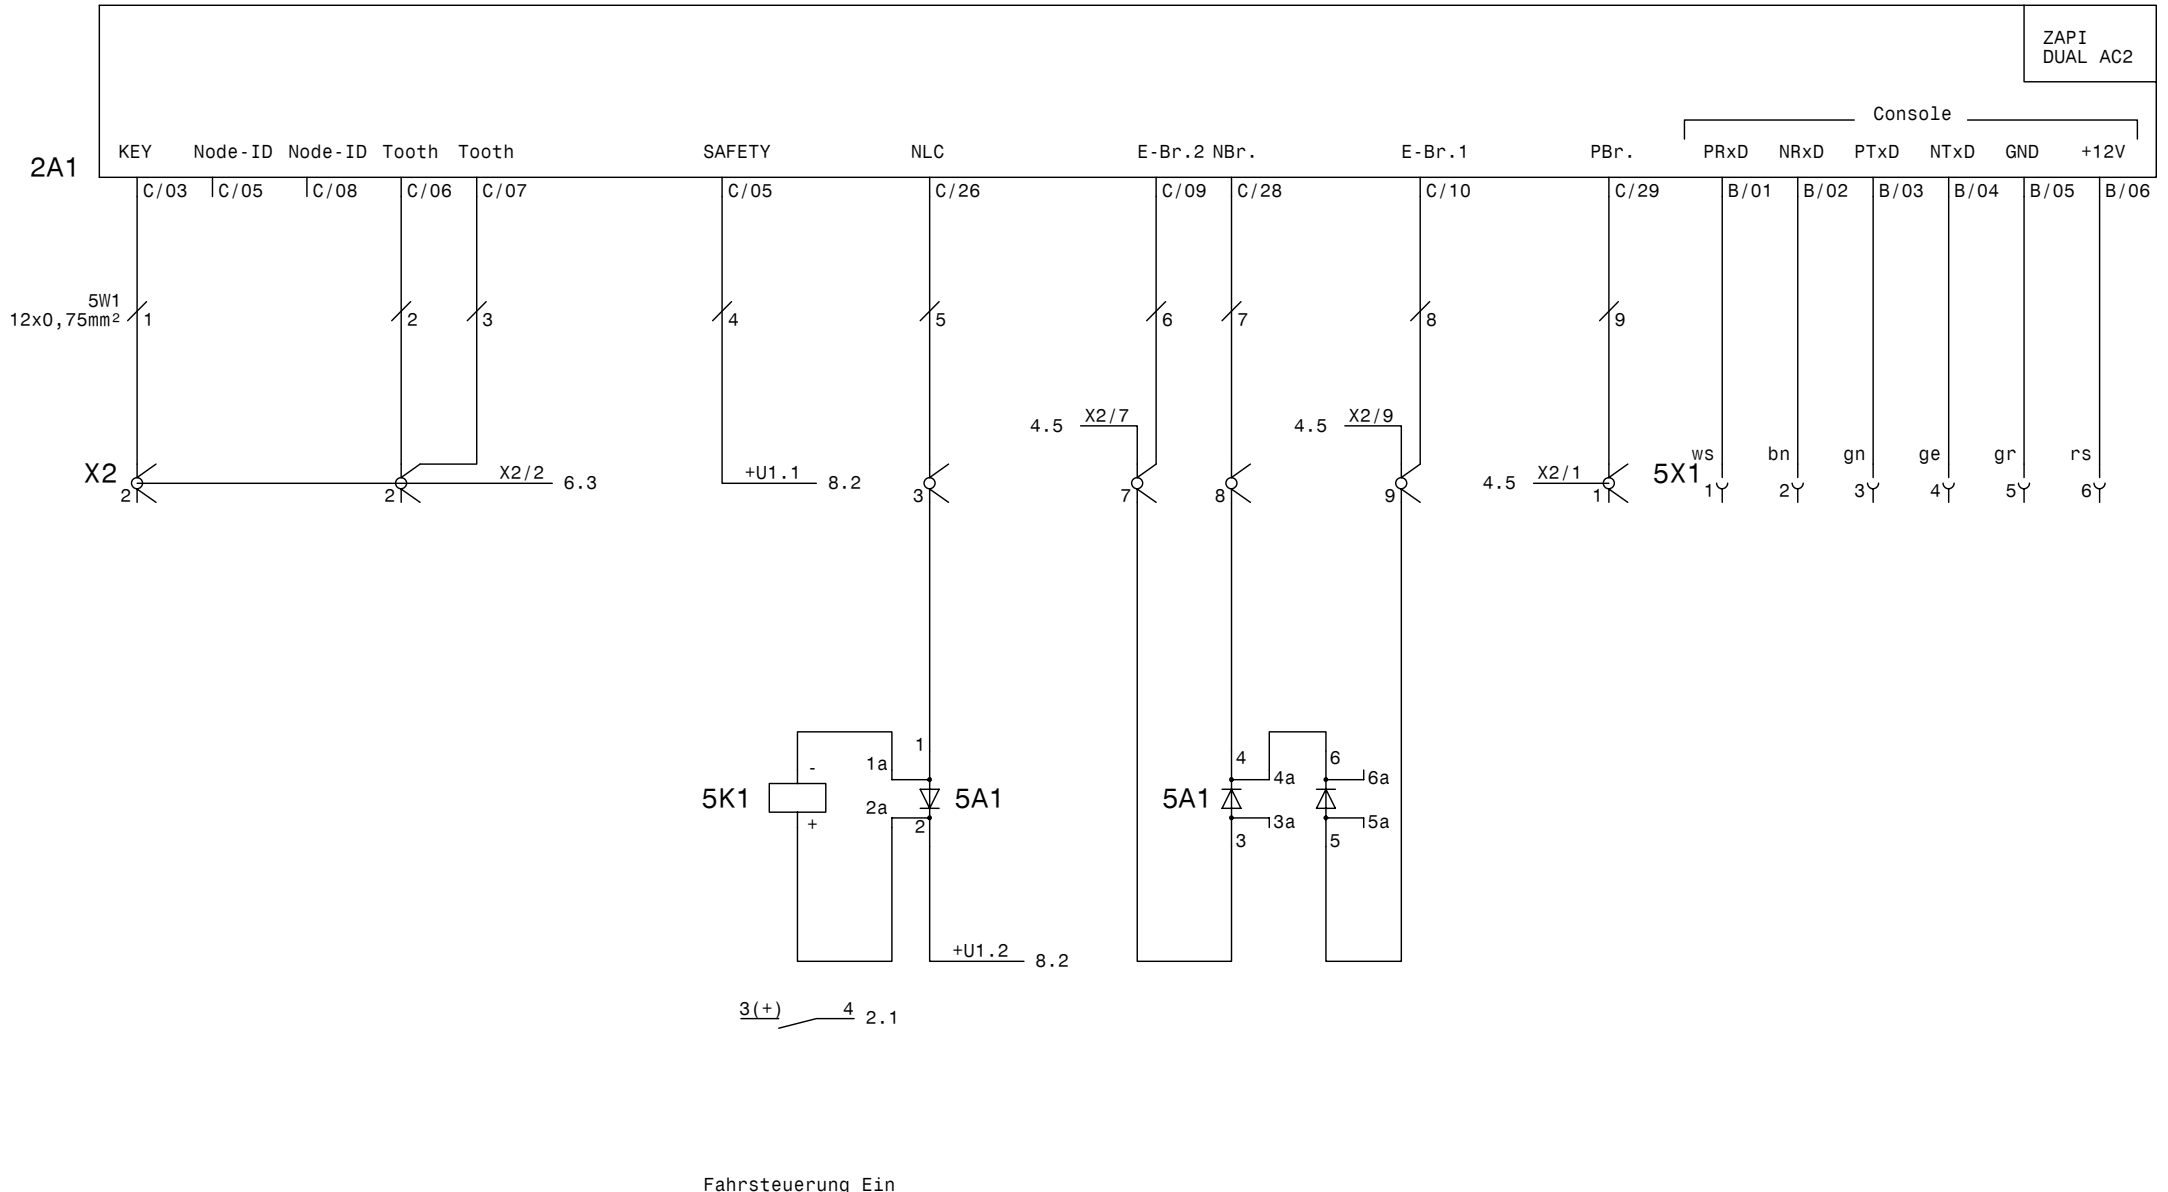 ZAPI
DUAL AC2
Console
KEY Node-ID Node-ID Tooth Tooth SAFETY NLC E-Br.2 NBr. E-Br.1 PBr. PRxD NRxD PTxD NTxD GND +12V
2A1
C/03 C/05 C/08 C/06 C/07 C/05 C/26 C/09 C/28 C/10 C/29 B/01 B/02 B/03 B/04 B/05 B/06
5W1
12x0,75mm² 1 2 3 4 5 6 7 8 9
X2/7 X2/9
4.5 4.5
ws bn gn ge gr rs
X2 X2/2 6.3 +U1.1 8.2 4.5 X2/1 5X1
2 2 3 7 8 9 1 1 2 3 4 5 6
1 4 6
- 1a 4a 6a
5K1 5A1 5A1
+ 2a 2 3a 5a
3 5
+U1.2 8.2
3(+) 4 2.1
Fahrsteuerung Ein